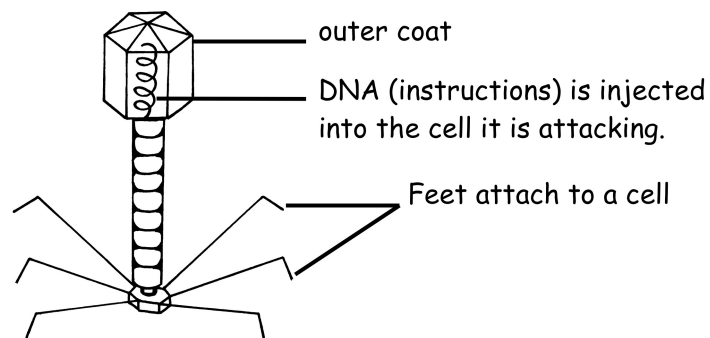 outer coat
DNA (instructions) is injected
into the cell it is attacking.
Feet attach to a cell